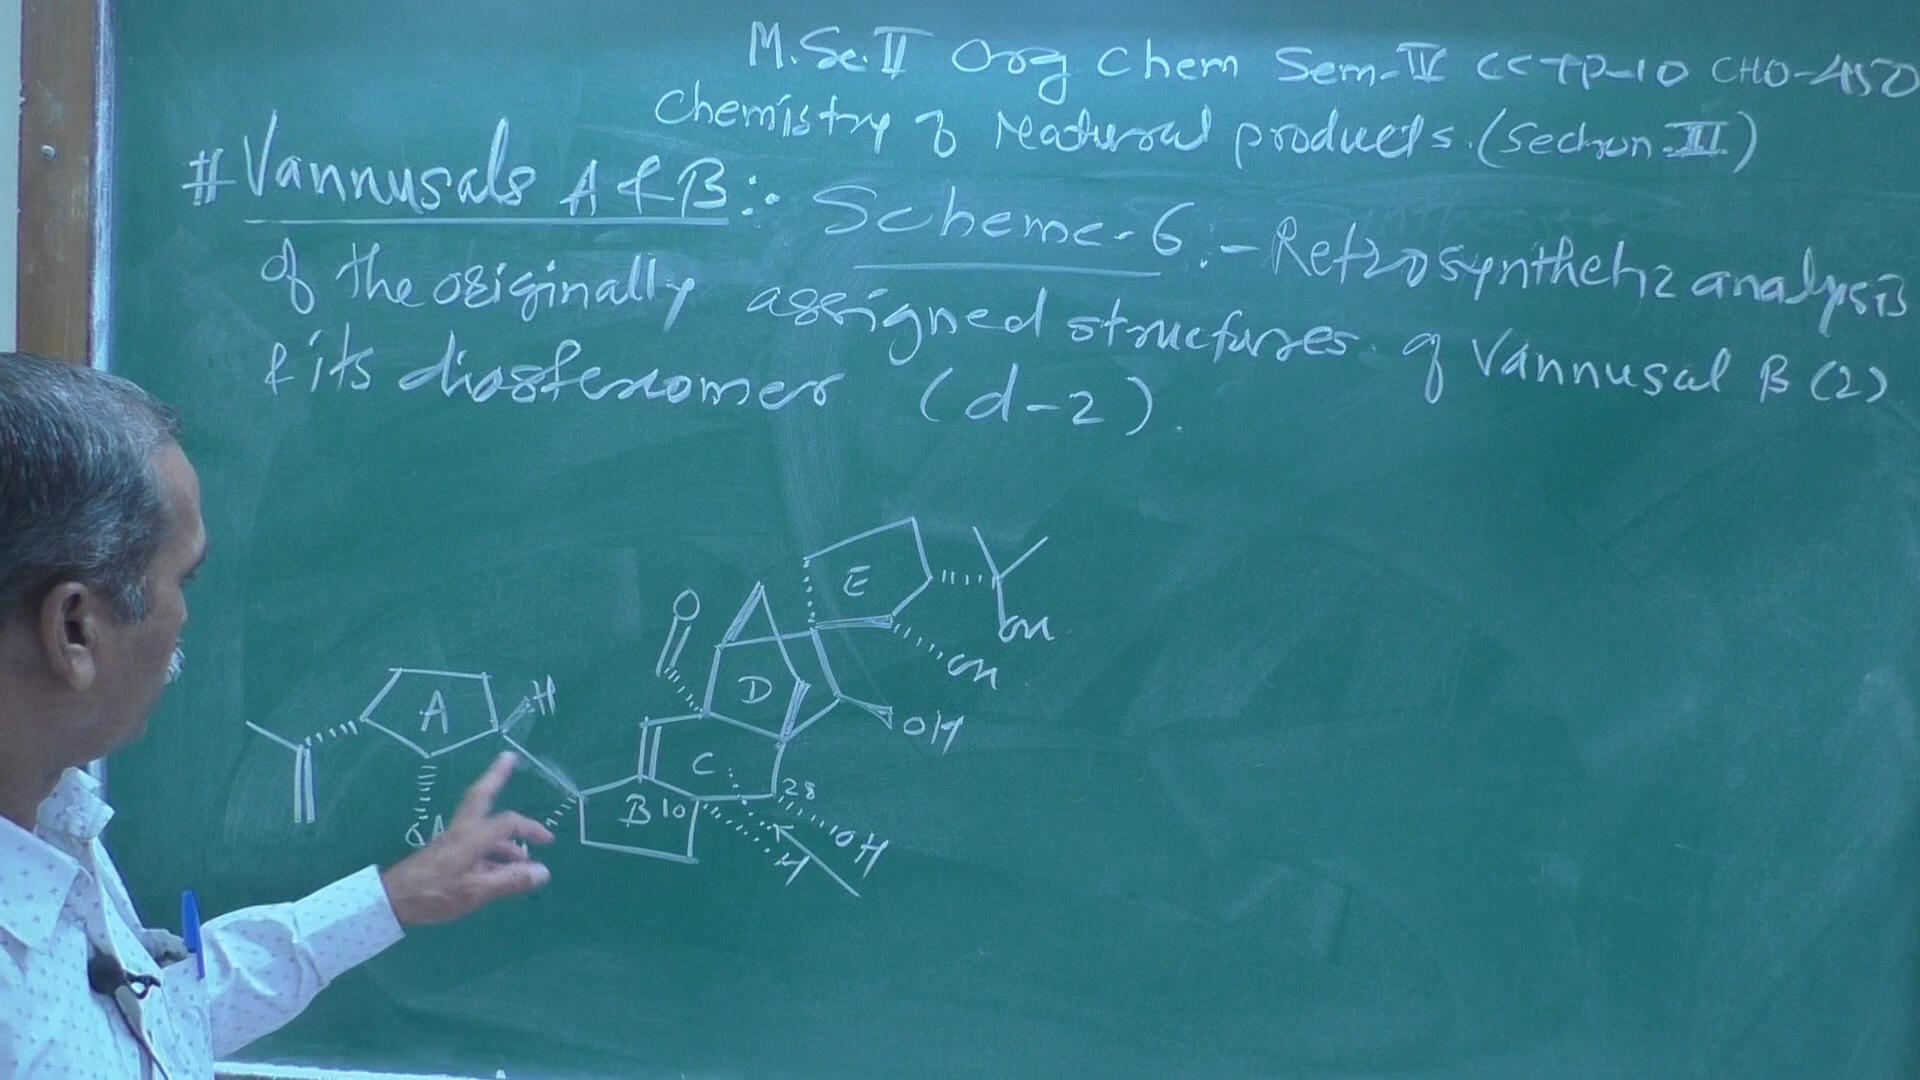 M.Sc.II Org Chem Sem-IV CCTP-10 CHO-450
Chemistry of Natural products. (Section-III)
# Vannusals A & B :- Scheme-6 :- Retrosynthetic analysis
of the originally assigned structures of Vannusal B (2)
& its diastereomer (d-2).
E
O
OH
D
OH
A
H
OH
C
B
10
28
OH
H